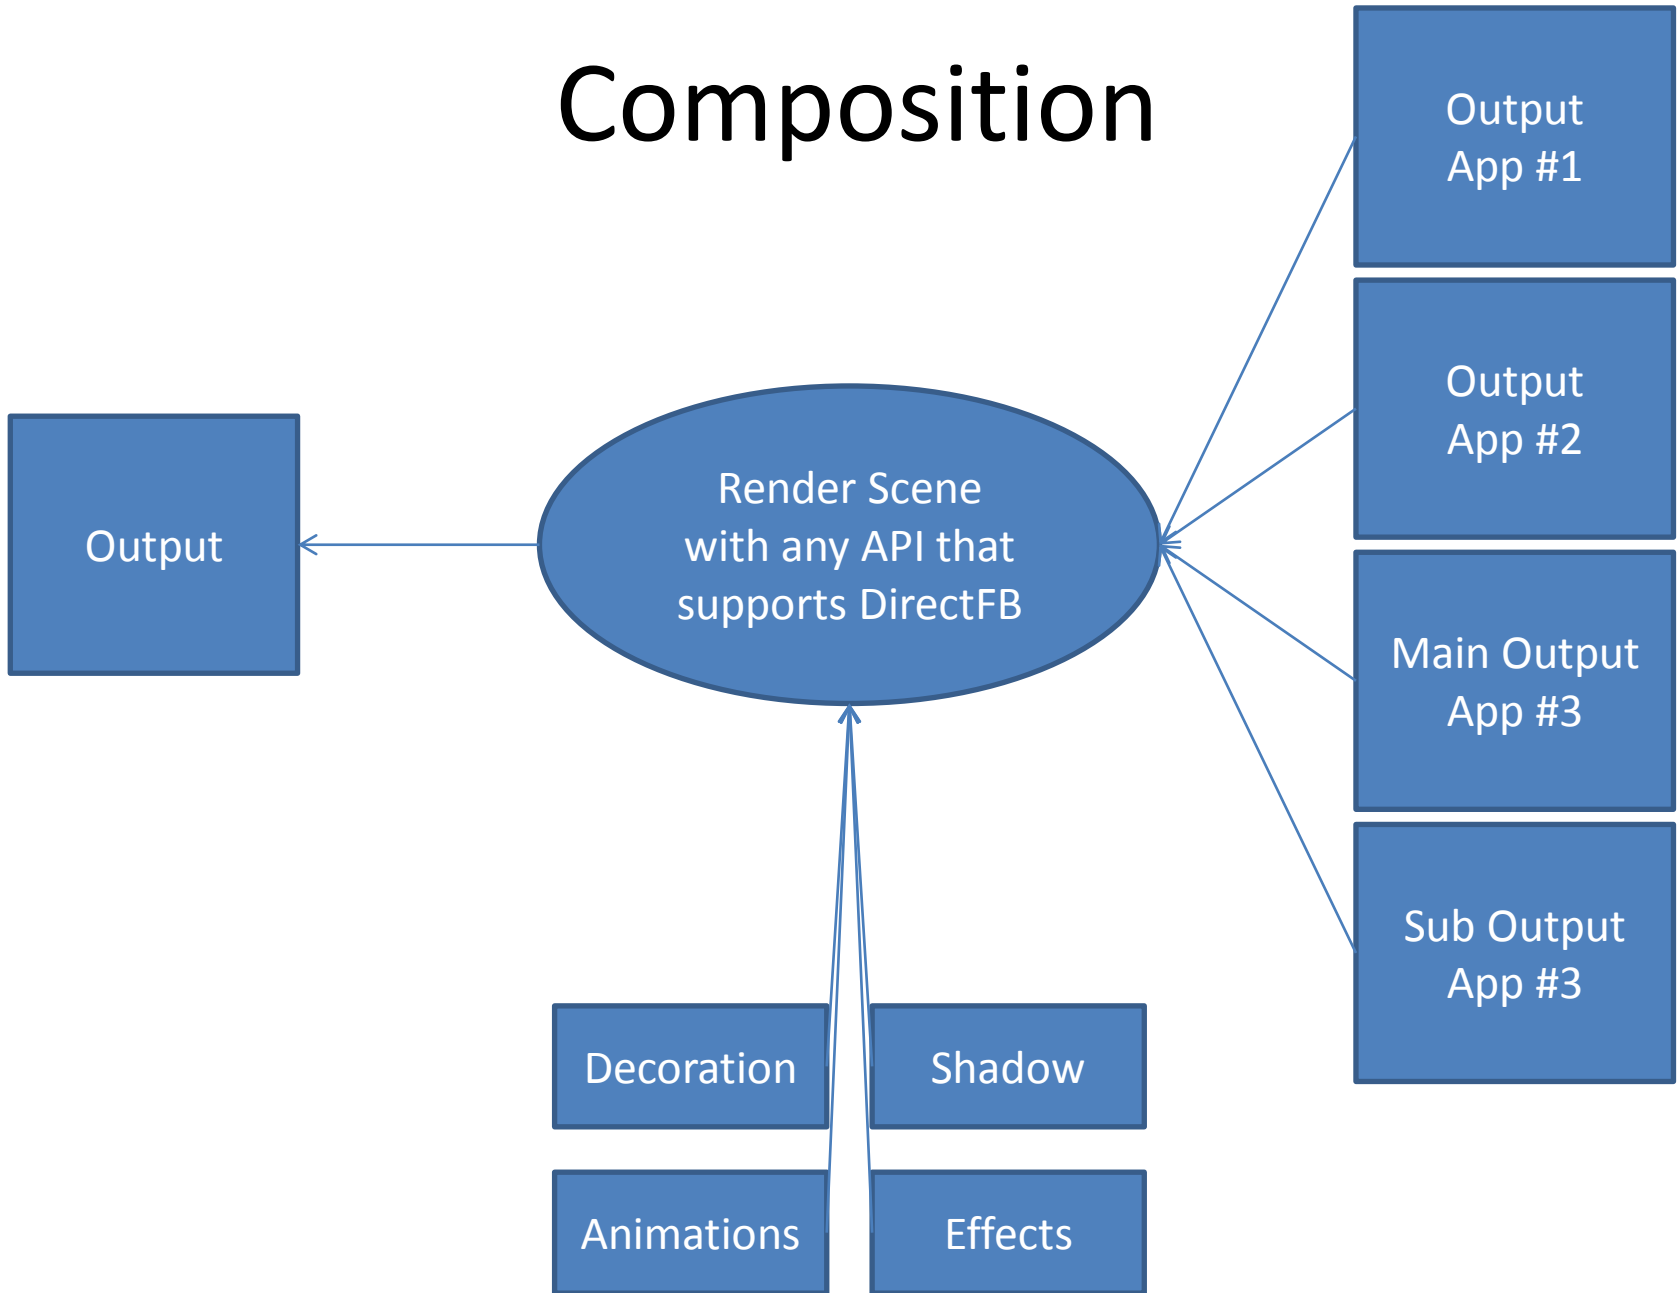 Composition
Output
App #1
Output
App #2
Main Output
App #3
Sub Output
App #3
Render Scene
with any API that
supports DirectFB
Output
Decoration
Shadow
Animations
Effects